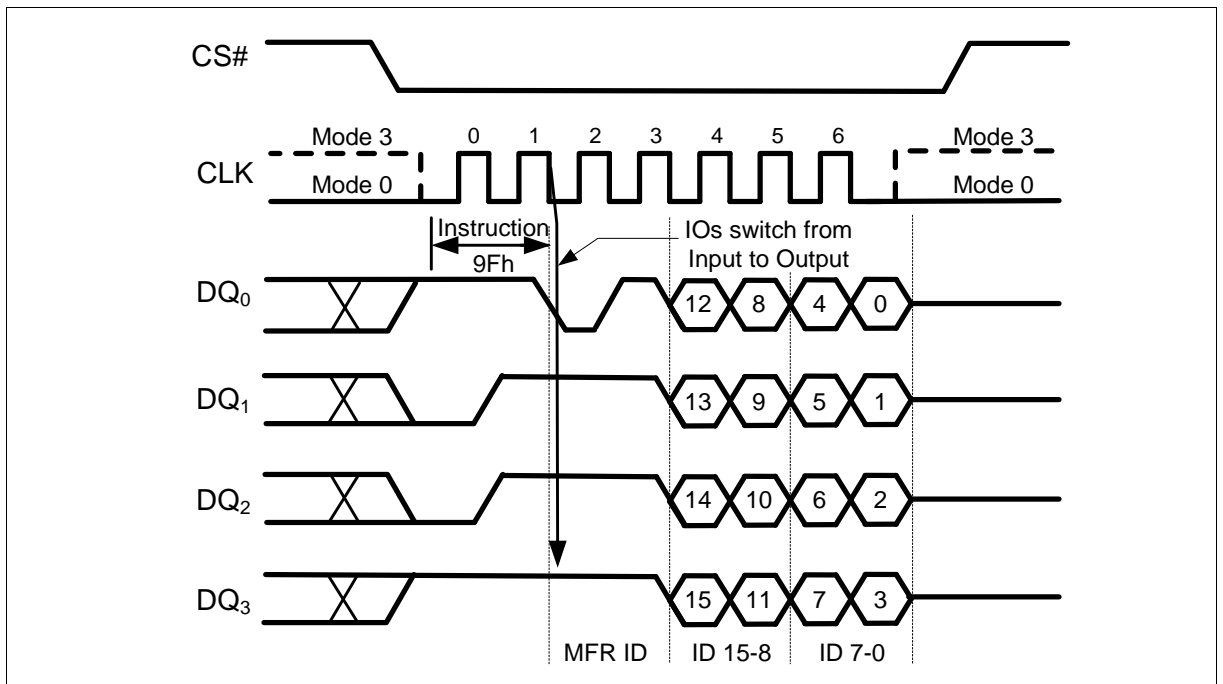 CS#
Mode 3 0 1 2 3 4 5 6 Mode 3
CLK
Mode 0 Mode 0
Instruction IOs switch from
9Fh Input to Output
DQ0 12 8 4 0
DQ1 13 9 5 1
DQ2 14 10 6 2
DQ3 15 11 7 3
MFR ID ID 15-8 ID 7-0